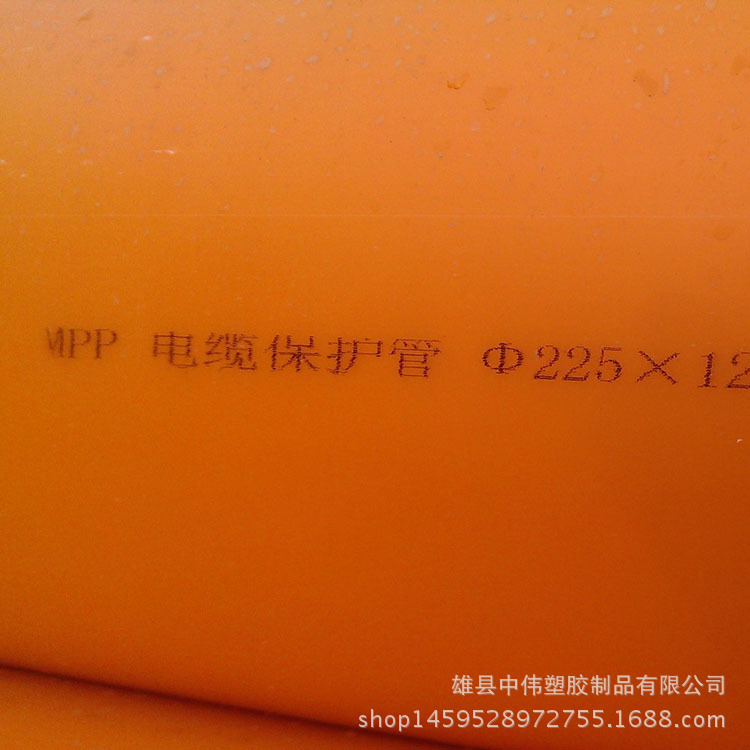 MPP 电缆保护管 Φ225×12
雄县中伟塑胶制品有限公司
shop1459528972755.1688.com